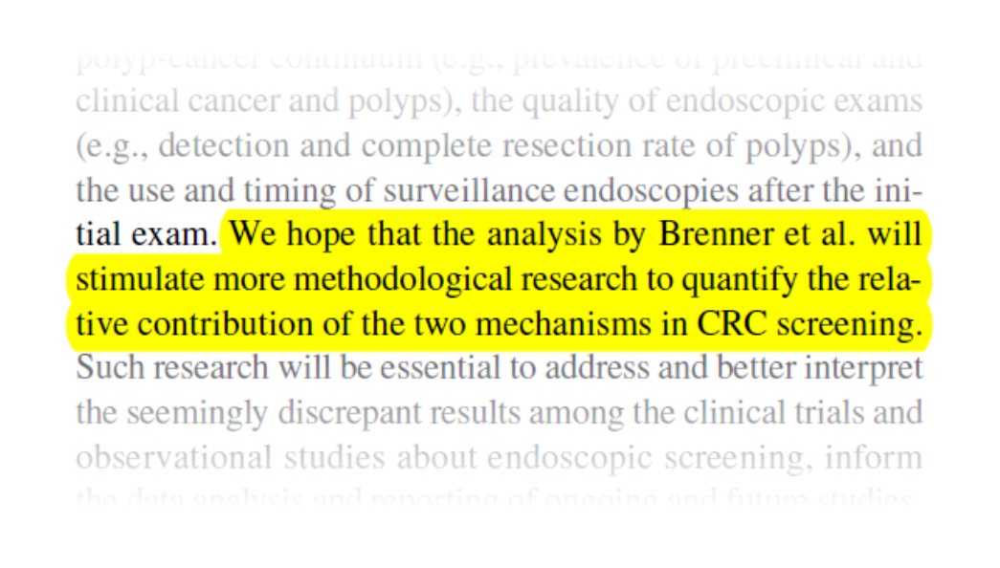 polyp-cancer continuum (e.g., prevalence of preclinical and
clinical cancer and polyps), the quality of endoscopic exams
(e.g., detection and complete resection rate of polyps), and
the use and timing of surveillance endoscopies after the ini-
tial exam. We hope that the analysis by Brenner et al. will
stimulate more methodological research to quantify the rela-
tive contribution of the two mechanisms in CRC screening.
Such research will be essential to address and better interpret
the seemingly discrepant results among the clinical trials and
observational studies about endoscopic screening, inform
the data analysis and reporting of ongoing and future studies,